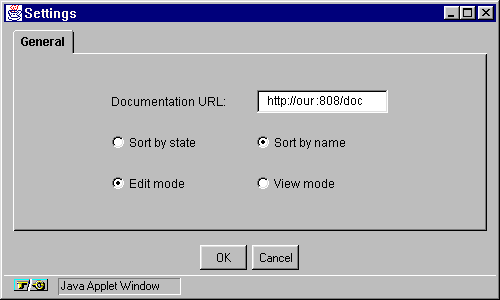 Settings
General
Documentation URL: http://our:808/doc
Sort by state Sort by name
Edit mode View mode
OK Cancel
Java Applet Window